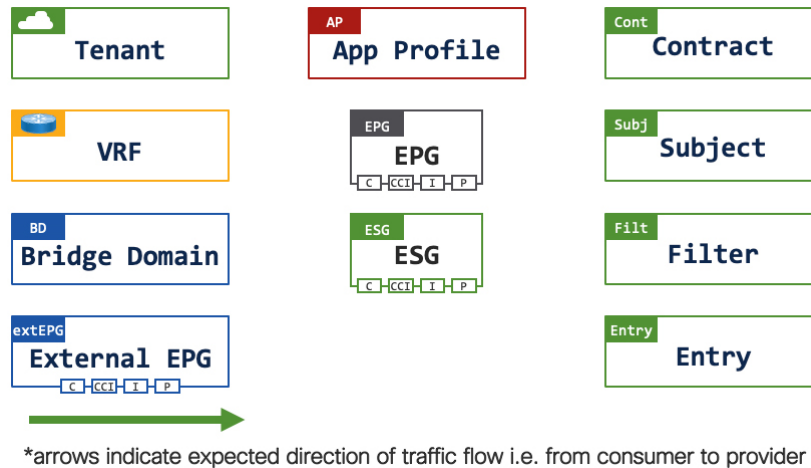 Tenant
AP
App Profile
Cont
Contract
VRF
EPG
EPG
C CCI I P
Subj
Subject
BD
Bridge Domain
ESG
ESG
C CCI I P
Filt
Filter
extEPG
External EPG
C CCI I P
Entry
Entry
*arrows indicate expected direction of traffic flow i.e. from consumer to provider